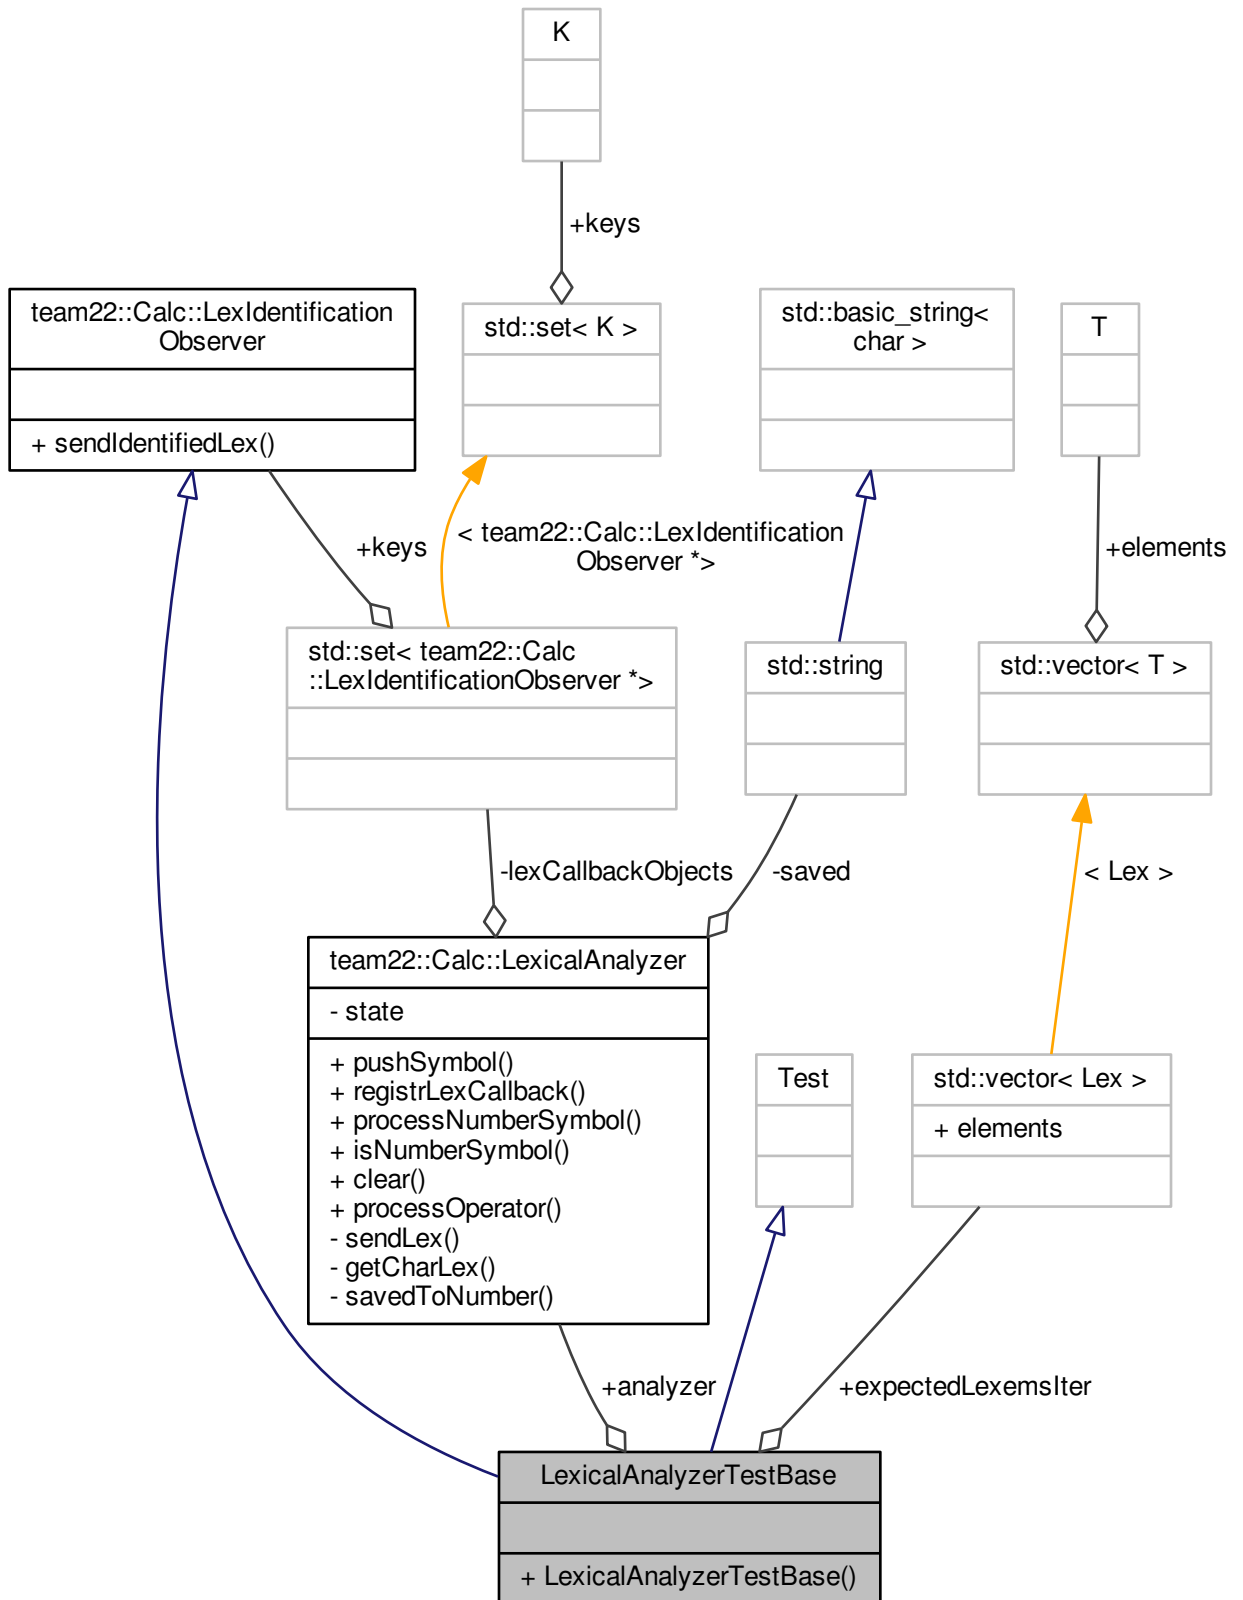 K
+keys
team22::Calc::LexIdentification
Observer
+ sendIdentifiedLex()
std::set< K >
std::basic_string<
char >
T
+keys
< team22::Calc::LexIdentification
Observer *>
+elements
std::set< team22::Calc
::LexIdentificationObserver *>
std::string
std::vector< T >
-lexCallbackObjects
-saved
< Lex >
team22::Calc::LexicalAnalyzer
- state
+ pushSymbol()
+ registrLexCallback()
+ processNumberSymbol()
+ isNumberSymbol()
+ clear()
+ processOperator()
- sendLex()
- getCharLex()
- savedToNumber()
Test
std::vector< Lex >
+ elements
+analyzer
+expectedLexemsIter
LexicalAnalyzerTestBase
+ LexicalAnalyzerTestBase()